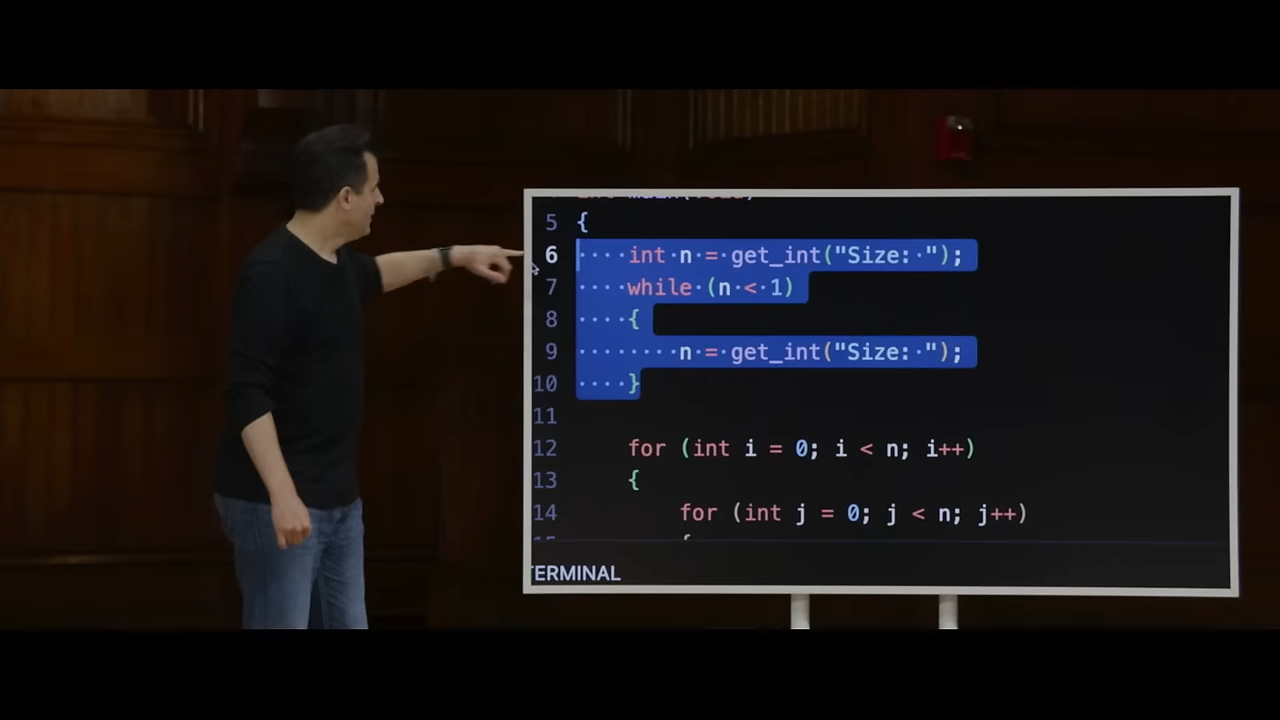 5 {
6 ····int·n·=·get_int("Size:·");
7 ····while·(n·<·1)
8 ····{
9 ········n·=·get_int("Size:·");
10 ····}
11
12 for (int i = 0; i < n; i++)
13 {
14 for (int j = 0; j < n; j++)
TERMINAL